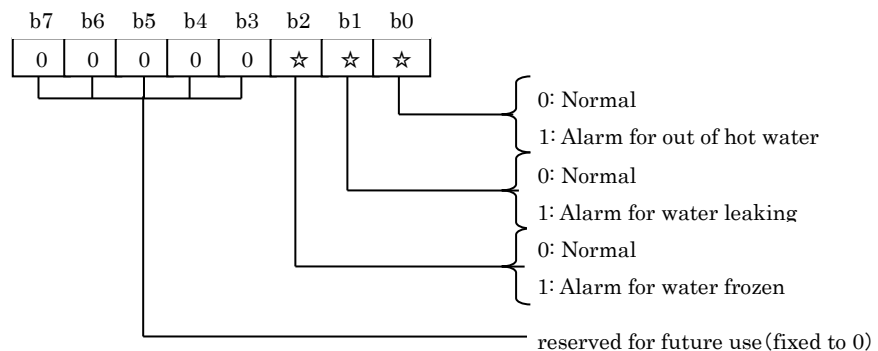 b7 b6 b5 b4 b3 b2 b1 b0
0 0 0 0 0 ☆ ☆ ☆
0: Normal
1: Alarm for out of hot water
0: Normal
1: Alarm for water leaking
0: Normal
1: Alarm for water frozen
reserved for future use(fixed to 0)